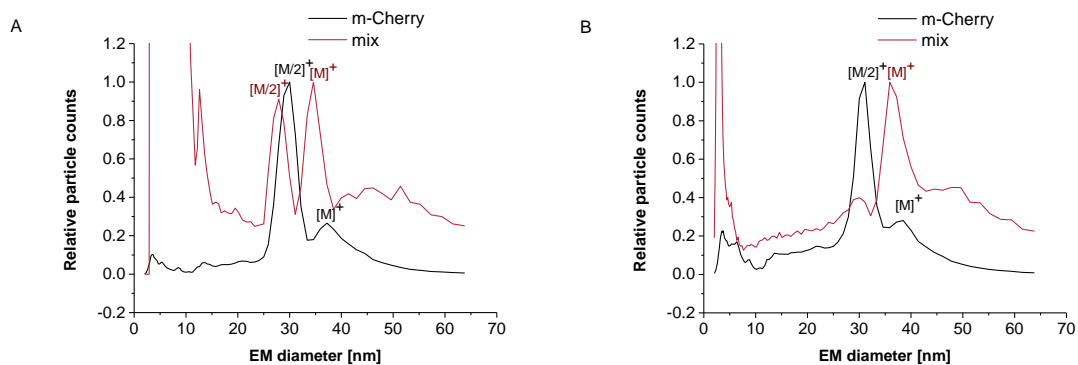 A
m-Cherry
mix
1.2
1.0
0.8
0.6
0.4
0.2
0.0
-0.2
Relative particle counts
[M/2]+
[M/2]+
[M]+
[M]+
0 10 20 30 40 50 60 70
EM diameter [nm]
B
m-Cherry
mix
1.2
1.0
0.8
0.6
0.4
0.2
0.0
-0.2
Relative particle counts
[M/2]+
[M]+
[M]+
0 10 20 30 40 50 60 70
EM diameter [nm]